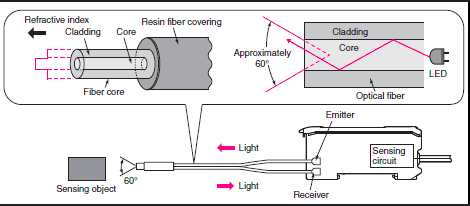 Refractive index
Cladding Core
Resin fiber covering
Fiber core
Approximately
60°
Cladding
Core
LED
Optical fiber
Emitter
Light
Sensing
circuit
60°
Sensing object
Light
Receiver